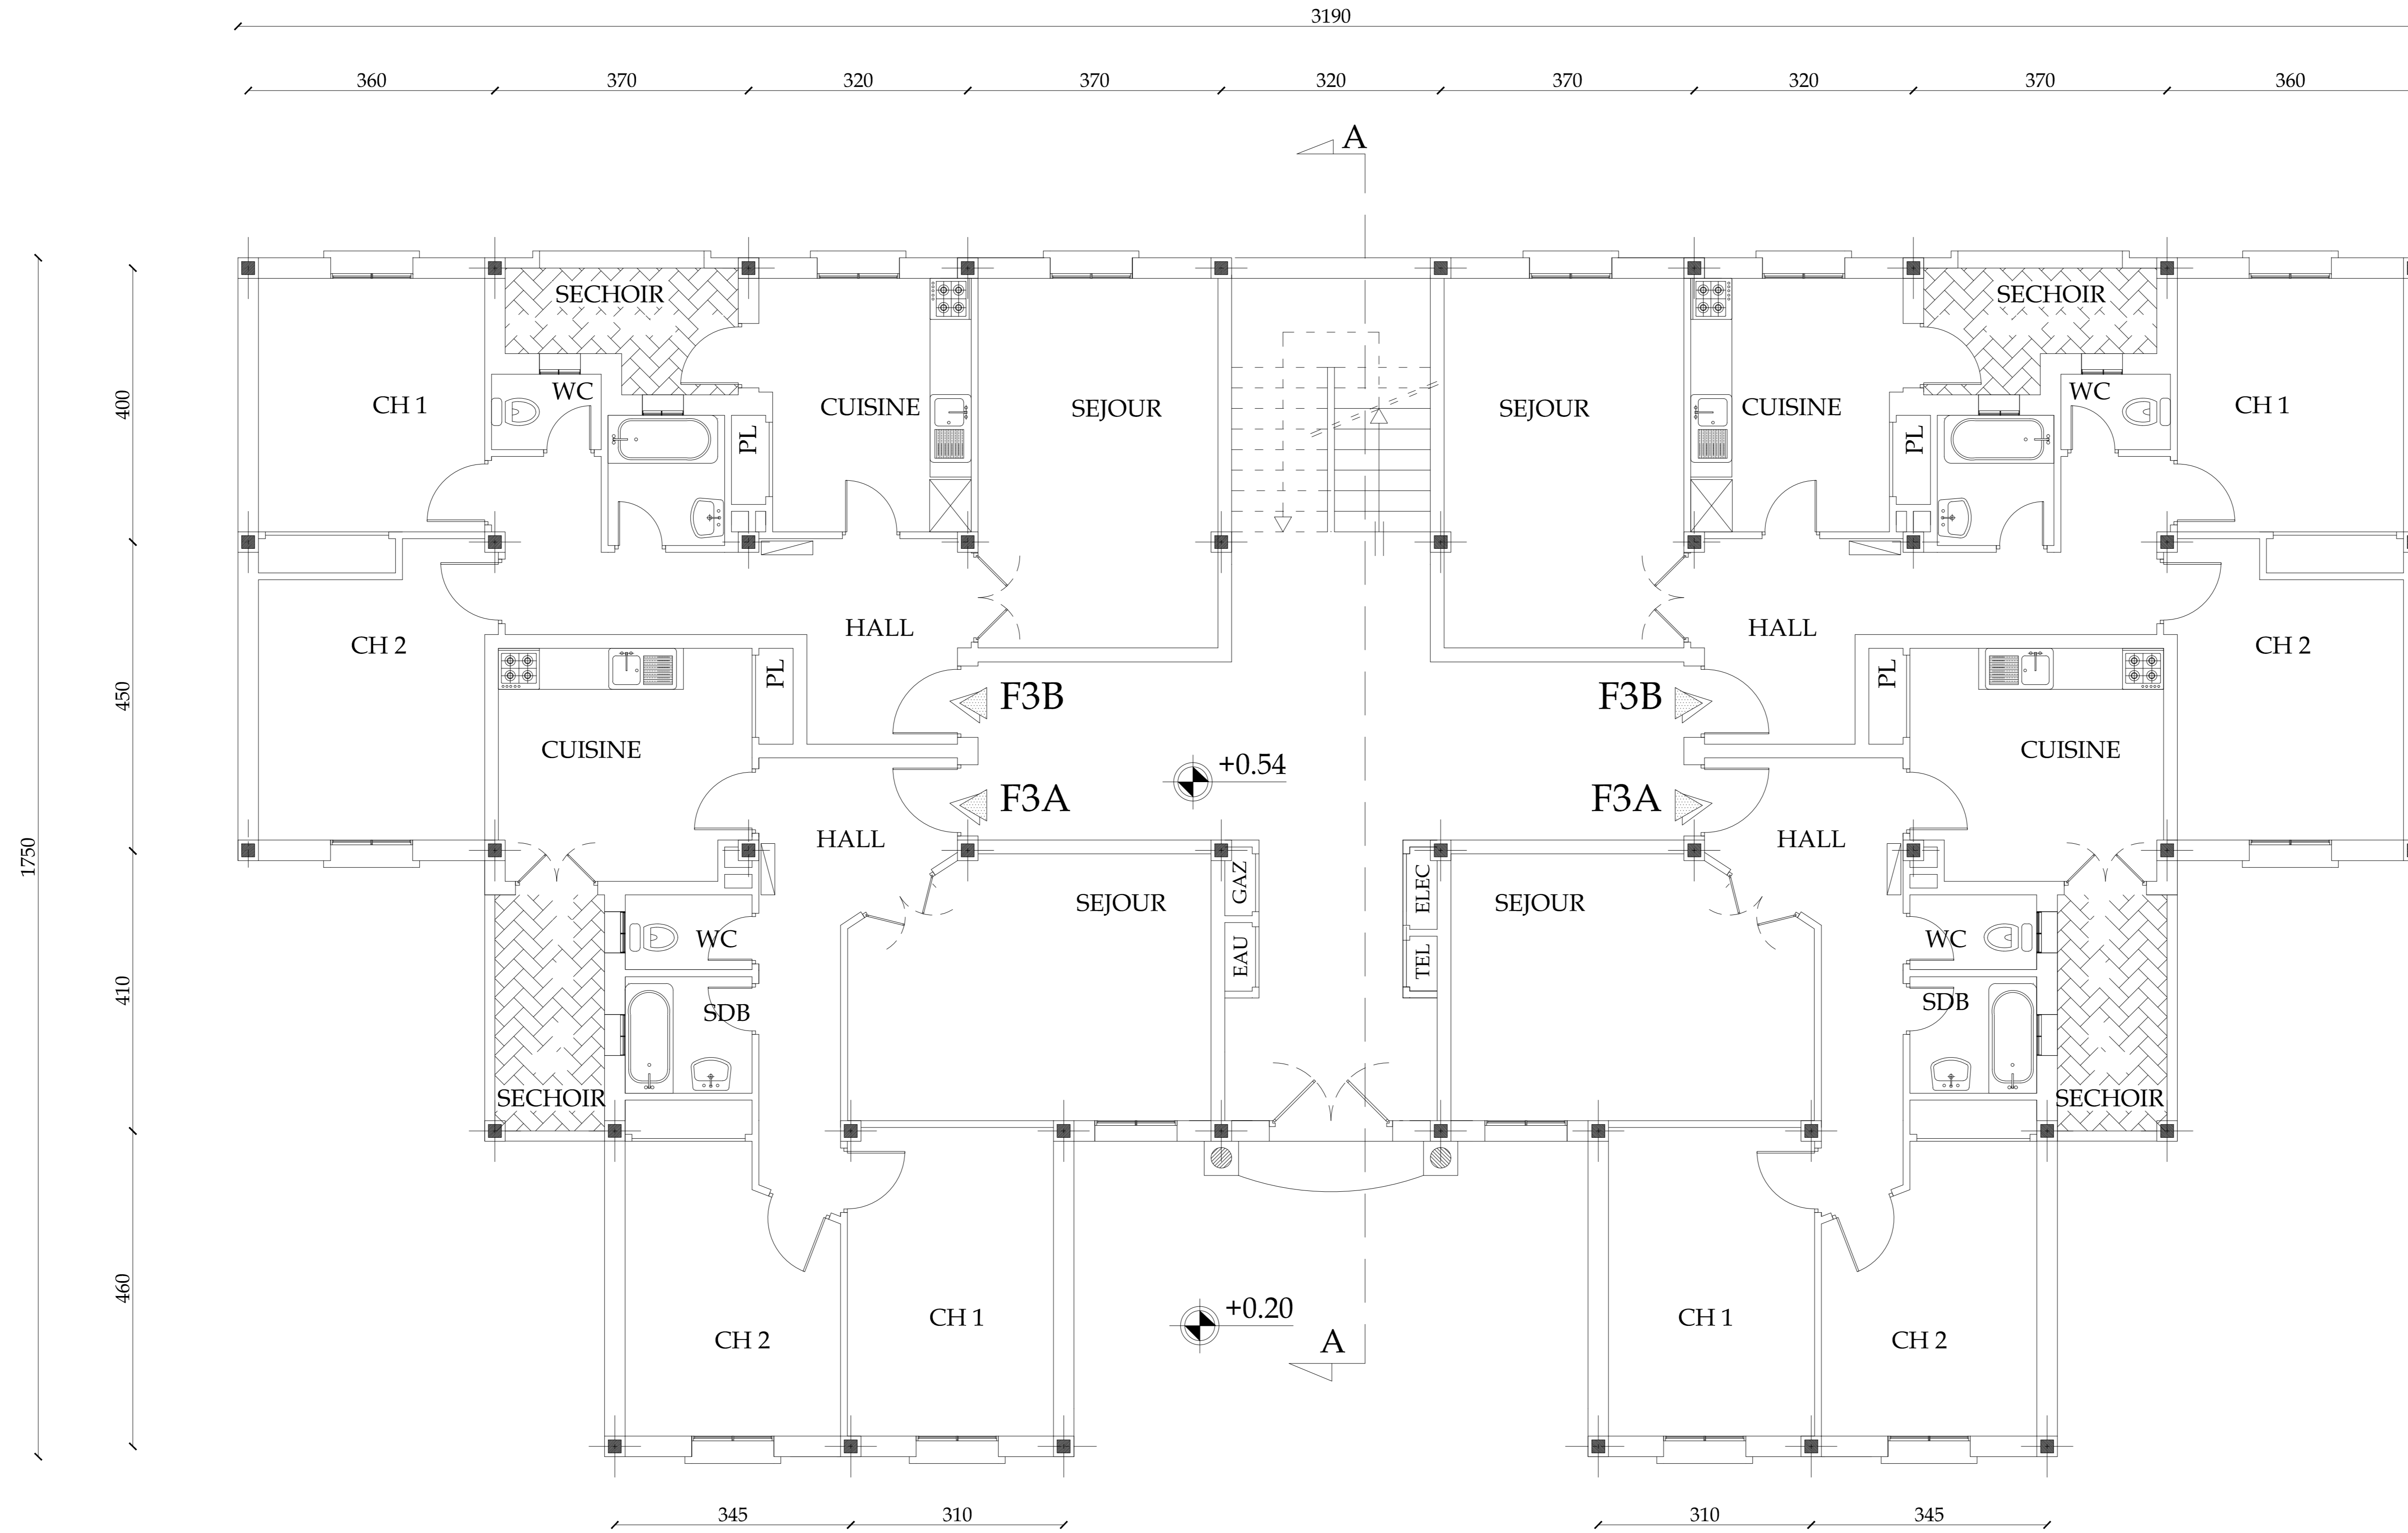 3190
360 370 320 370 320 370 320 370 360
A
SECHOIR SECHOIR
400 CH 1 WC PL CUISINE SEJOUR SEJOUR CUISINE PL WC CH 1
CH 2 HALL HALL CH 2
450 PL F3B F3B PL
CUISINE +0.54 CUISINE
F3A F3A
1750 HALL HALL
SEJOUR GAZ ELEC SEJOUR
WC WC
410 EAU TEL
SDB SDB
SECHOIR SECHOIR
460 CH 2 CH 1 +0.20 CH 1 CH 2
A
345 310 310 345